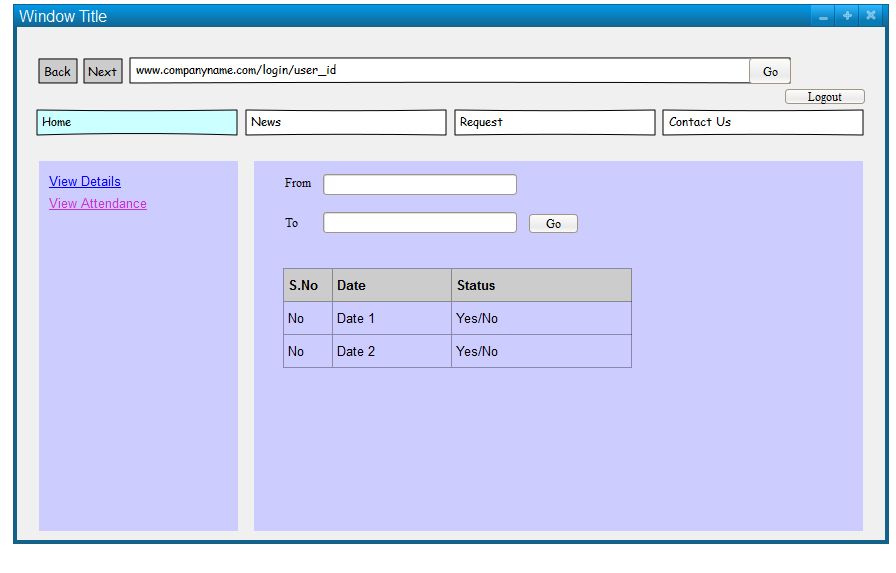 Window Title
Back Next www.companyname.com/login/user_id Go
Logout
Home News Request Contact Us
View Details
View Attendance
From
To Go
S.No Date Status
No Date 1 Yes/No
No Date 2 Yes/No